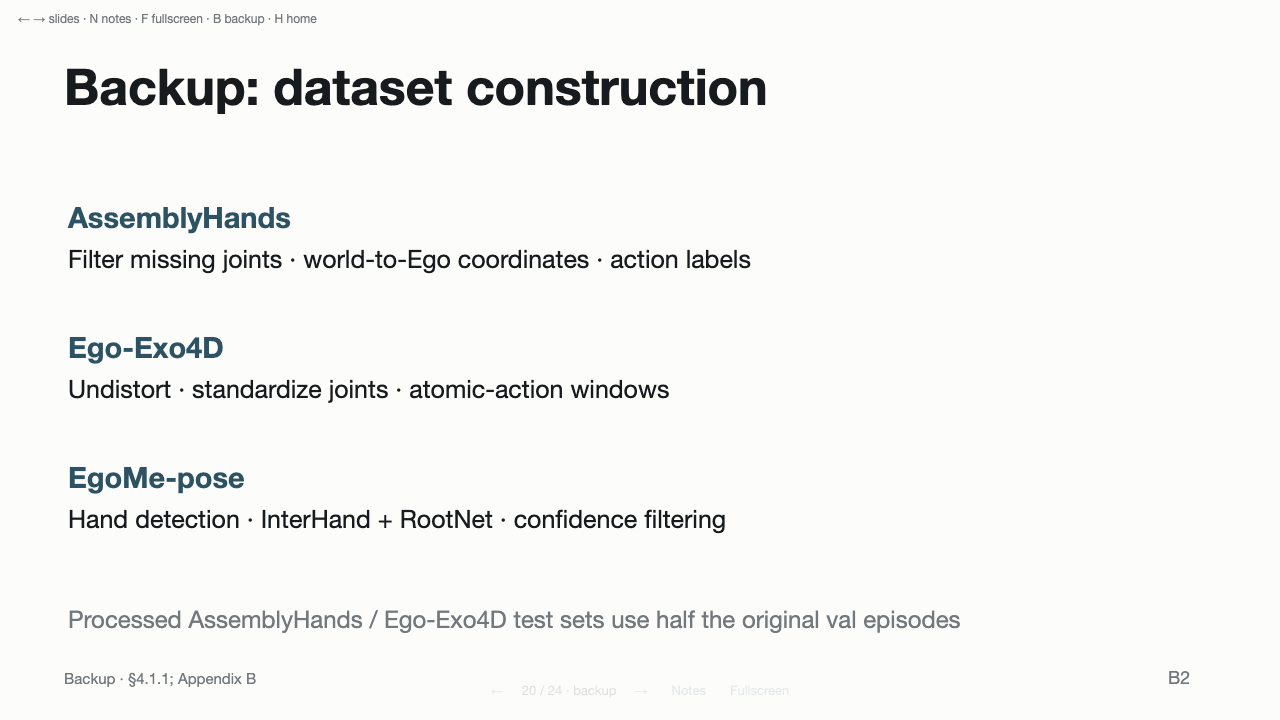 ←→ slides · N notes · F fullscreen · B backup · H home
Backup: dataset construction
AssemblyHands
Filter missing joints · world-to-Ego coordinates · action labels
Ego-Exo4D
Undistort · standardize joints · atomic-action windows
EgoMe-pose
Hand detection · InterHand + RootNet · confidence filtering
Processed AssemblyHands / Ego-Exo4D test sets use half the original val episodes
Backup · §4.1.1; Appendix B
B2
← 20 / 24 · backup → Notes Fullscreen